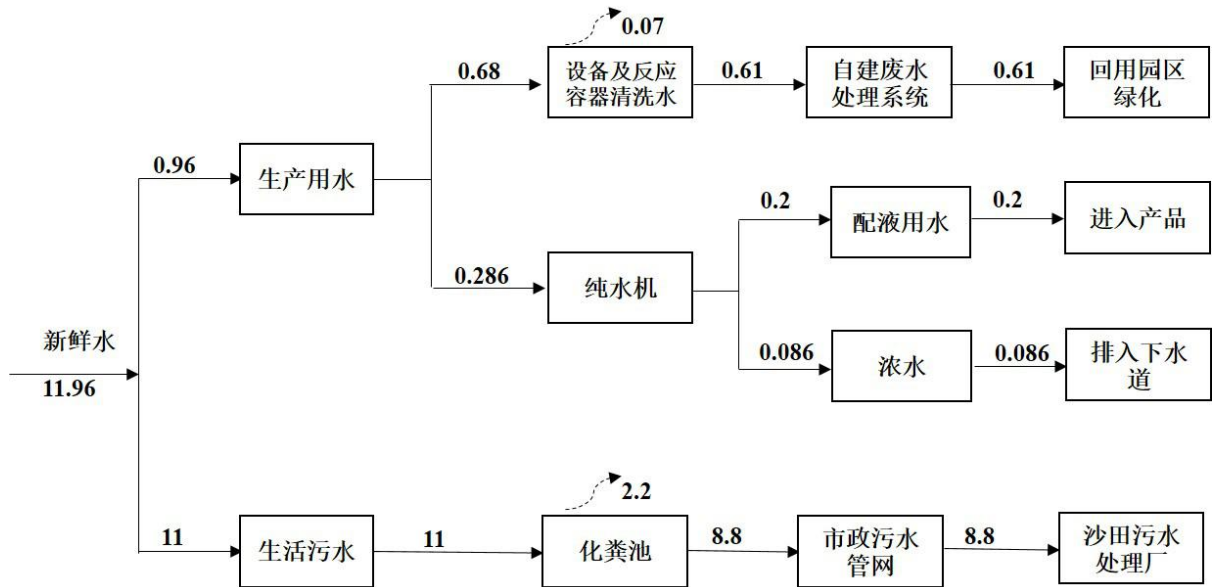 0.07
0.68
设备及反应
容器清洗水
0.61
自建废水
处理系统
0.61
回用园区
绿化
0.96
生产用水
0.2
配液用水
0.2
进入产品
0.286
纯水机
新鲜水
11.96
0.086
浓水
0.086
排入下水
道
2.2
11
生活污水
11
化粪池
8.8
市政污水
管网
8.8
沙田污水
处理厂